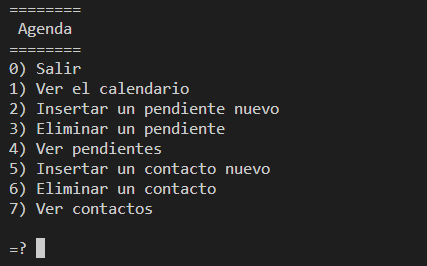 ========
Agenda
========
0) Salir
1) Ver el calendario
2) Insertar un pendiente nuevo
3) Eliminar un pendiente
4) Ver pendientes
5) Insertar un contacto nuevo
6) Eliminar un contacto
7) Ver contactos
=?